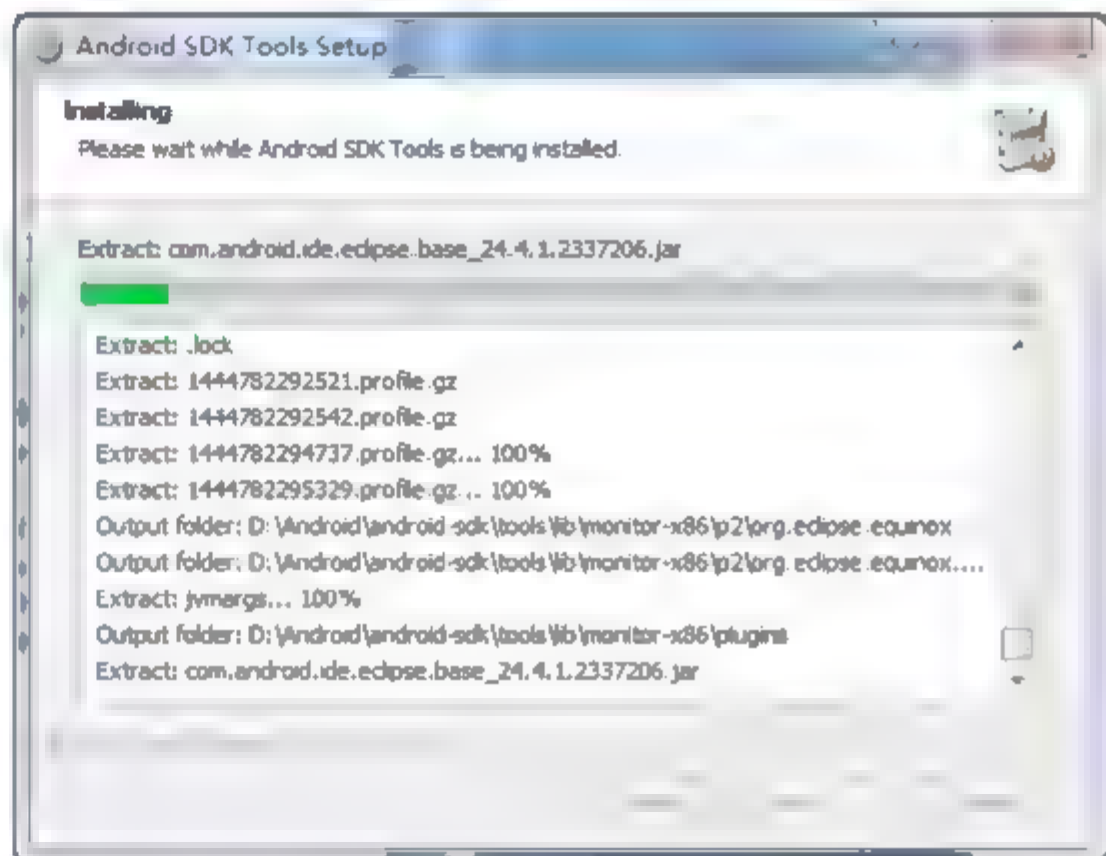 Android SDK Tools Setup
Installing
Please wait while Android SDK Tools is being installed.
Extract: com.android.ide.eclipse.base_24.4.1.2337206.jar
Extract: .lock
Extract: 1444782292521.profile.gz
Extract: 1444782292542.profile.gz
Extract: 1444782294737.profile.gz... 100%
Extract: 1444782295329.profile.gz... 100%
Output folder: D:\Android\android-sdk\tools\lib\monitor-x86\p2\org.eclipse.equinox
Output folder: D:\Android\android-sdk\tools\lib\monitor-x86\p2\org.eclipse.equinox....
Extract: jvmargs... 100%
Output folder: D:\Android\android-sdk\tools\lib\monitor-x86\plugins
Extract: com.android.ide.eclipse.base_24.4.1.2337206.jar